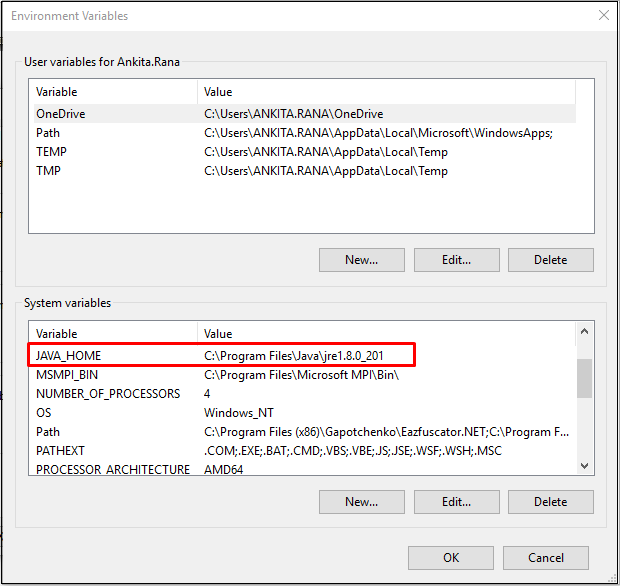 Environment Variables
User variables for Ankita.Rana
Variable Value
OneDrive C:\Users\ANKITA.RANA\OneDrive
Path C:\Users\ANKITA.RANA\AppData\Local\Microsoft\WindowsApps;
TEMP C:\Users\ANKITA.RANA\AppData\Local\Temp
TMP C:\Users\ANKITA.RANA\AppData\Local\Temp
New... Edit... Delete
System variables
Variable Value
JAVA_HOME C:\Program Files\Java\jre1.8.0_201
MSMPI_BIN C:\Program Files\Microsoft MPI\Bin\
NUMBER_OF_PROCESSORS 4
OS Windows_NT
Path C:\Program Files (x86)\Gapotchenko\Eazfuscator.NET;C:\Program F...
PATHEXT .COM;.EXE;.BAT;.CMD;.VBS;.VBE;.JS;.JSE;.WSF;.WSH;.MSC
PROCESSOR_ARCHITECTURE AMD64
New... Edit... Delete
OK Cancel